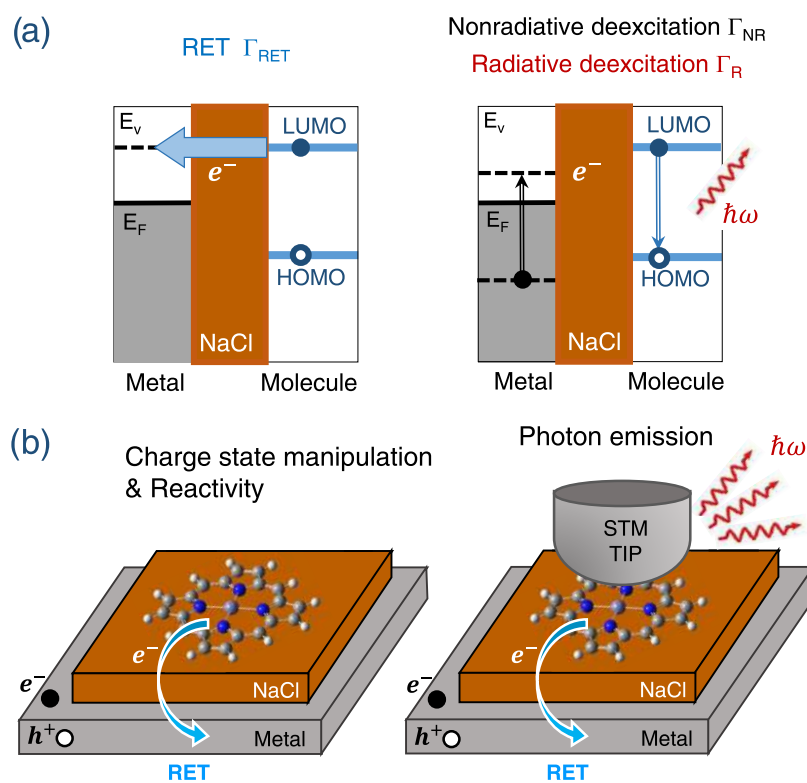 (a)
RET Γ_RET
Nonradiative deexcitation Γ_NR
Radiative deexcitation Γ_R
E_v
LUMO
e⁻
E_F
HOMO
NaCl
Metal
Molecule
E_v
LUMO
e⁻
ħω
E_F
HOMO
NaCl
Metal
Molecule
(b)
Charge state manipulation
& Reactivity
e⁻
e⁻
NaCl
h⁺
Metal
RET
Photon emission
ħω
STM
TIP
e⁻
e⁻
NaCl
h⁺
Metal
RET